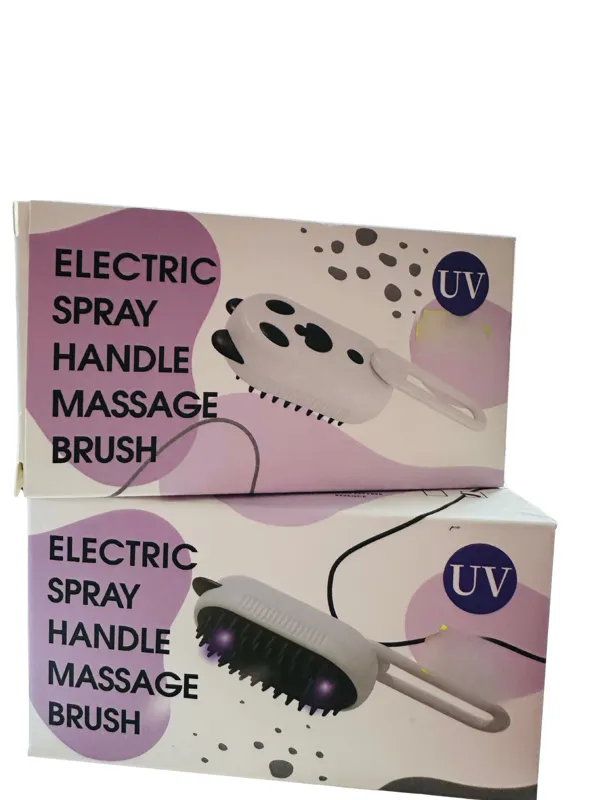 ELECTRIC
SPRAY
HANDLE
MASSAGE
BRUSH
UV
ELECTRIC
SPRAY
HANDLE
MASSAGE
BRUSH
UV